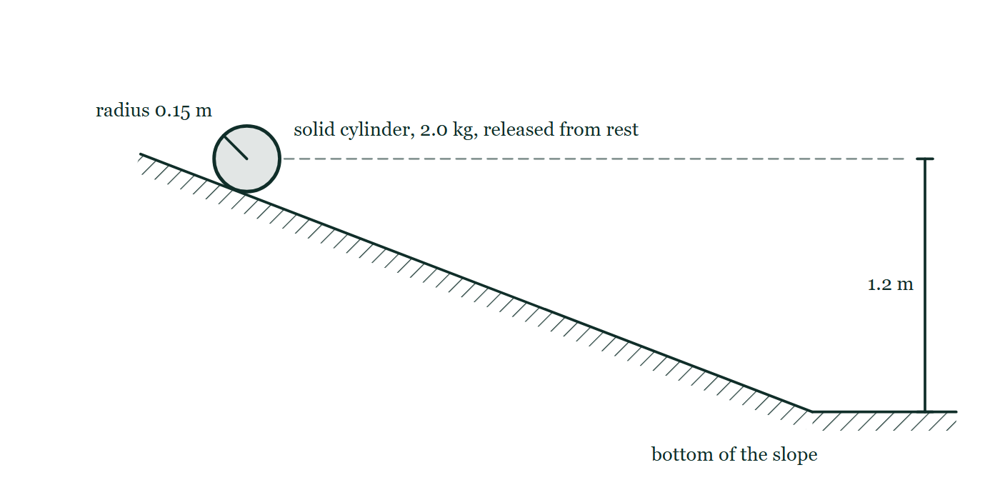 radius 0.15 m
solid cylinder, 2.0 kg, released from rest
1.2 m
bottom of the slope